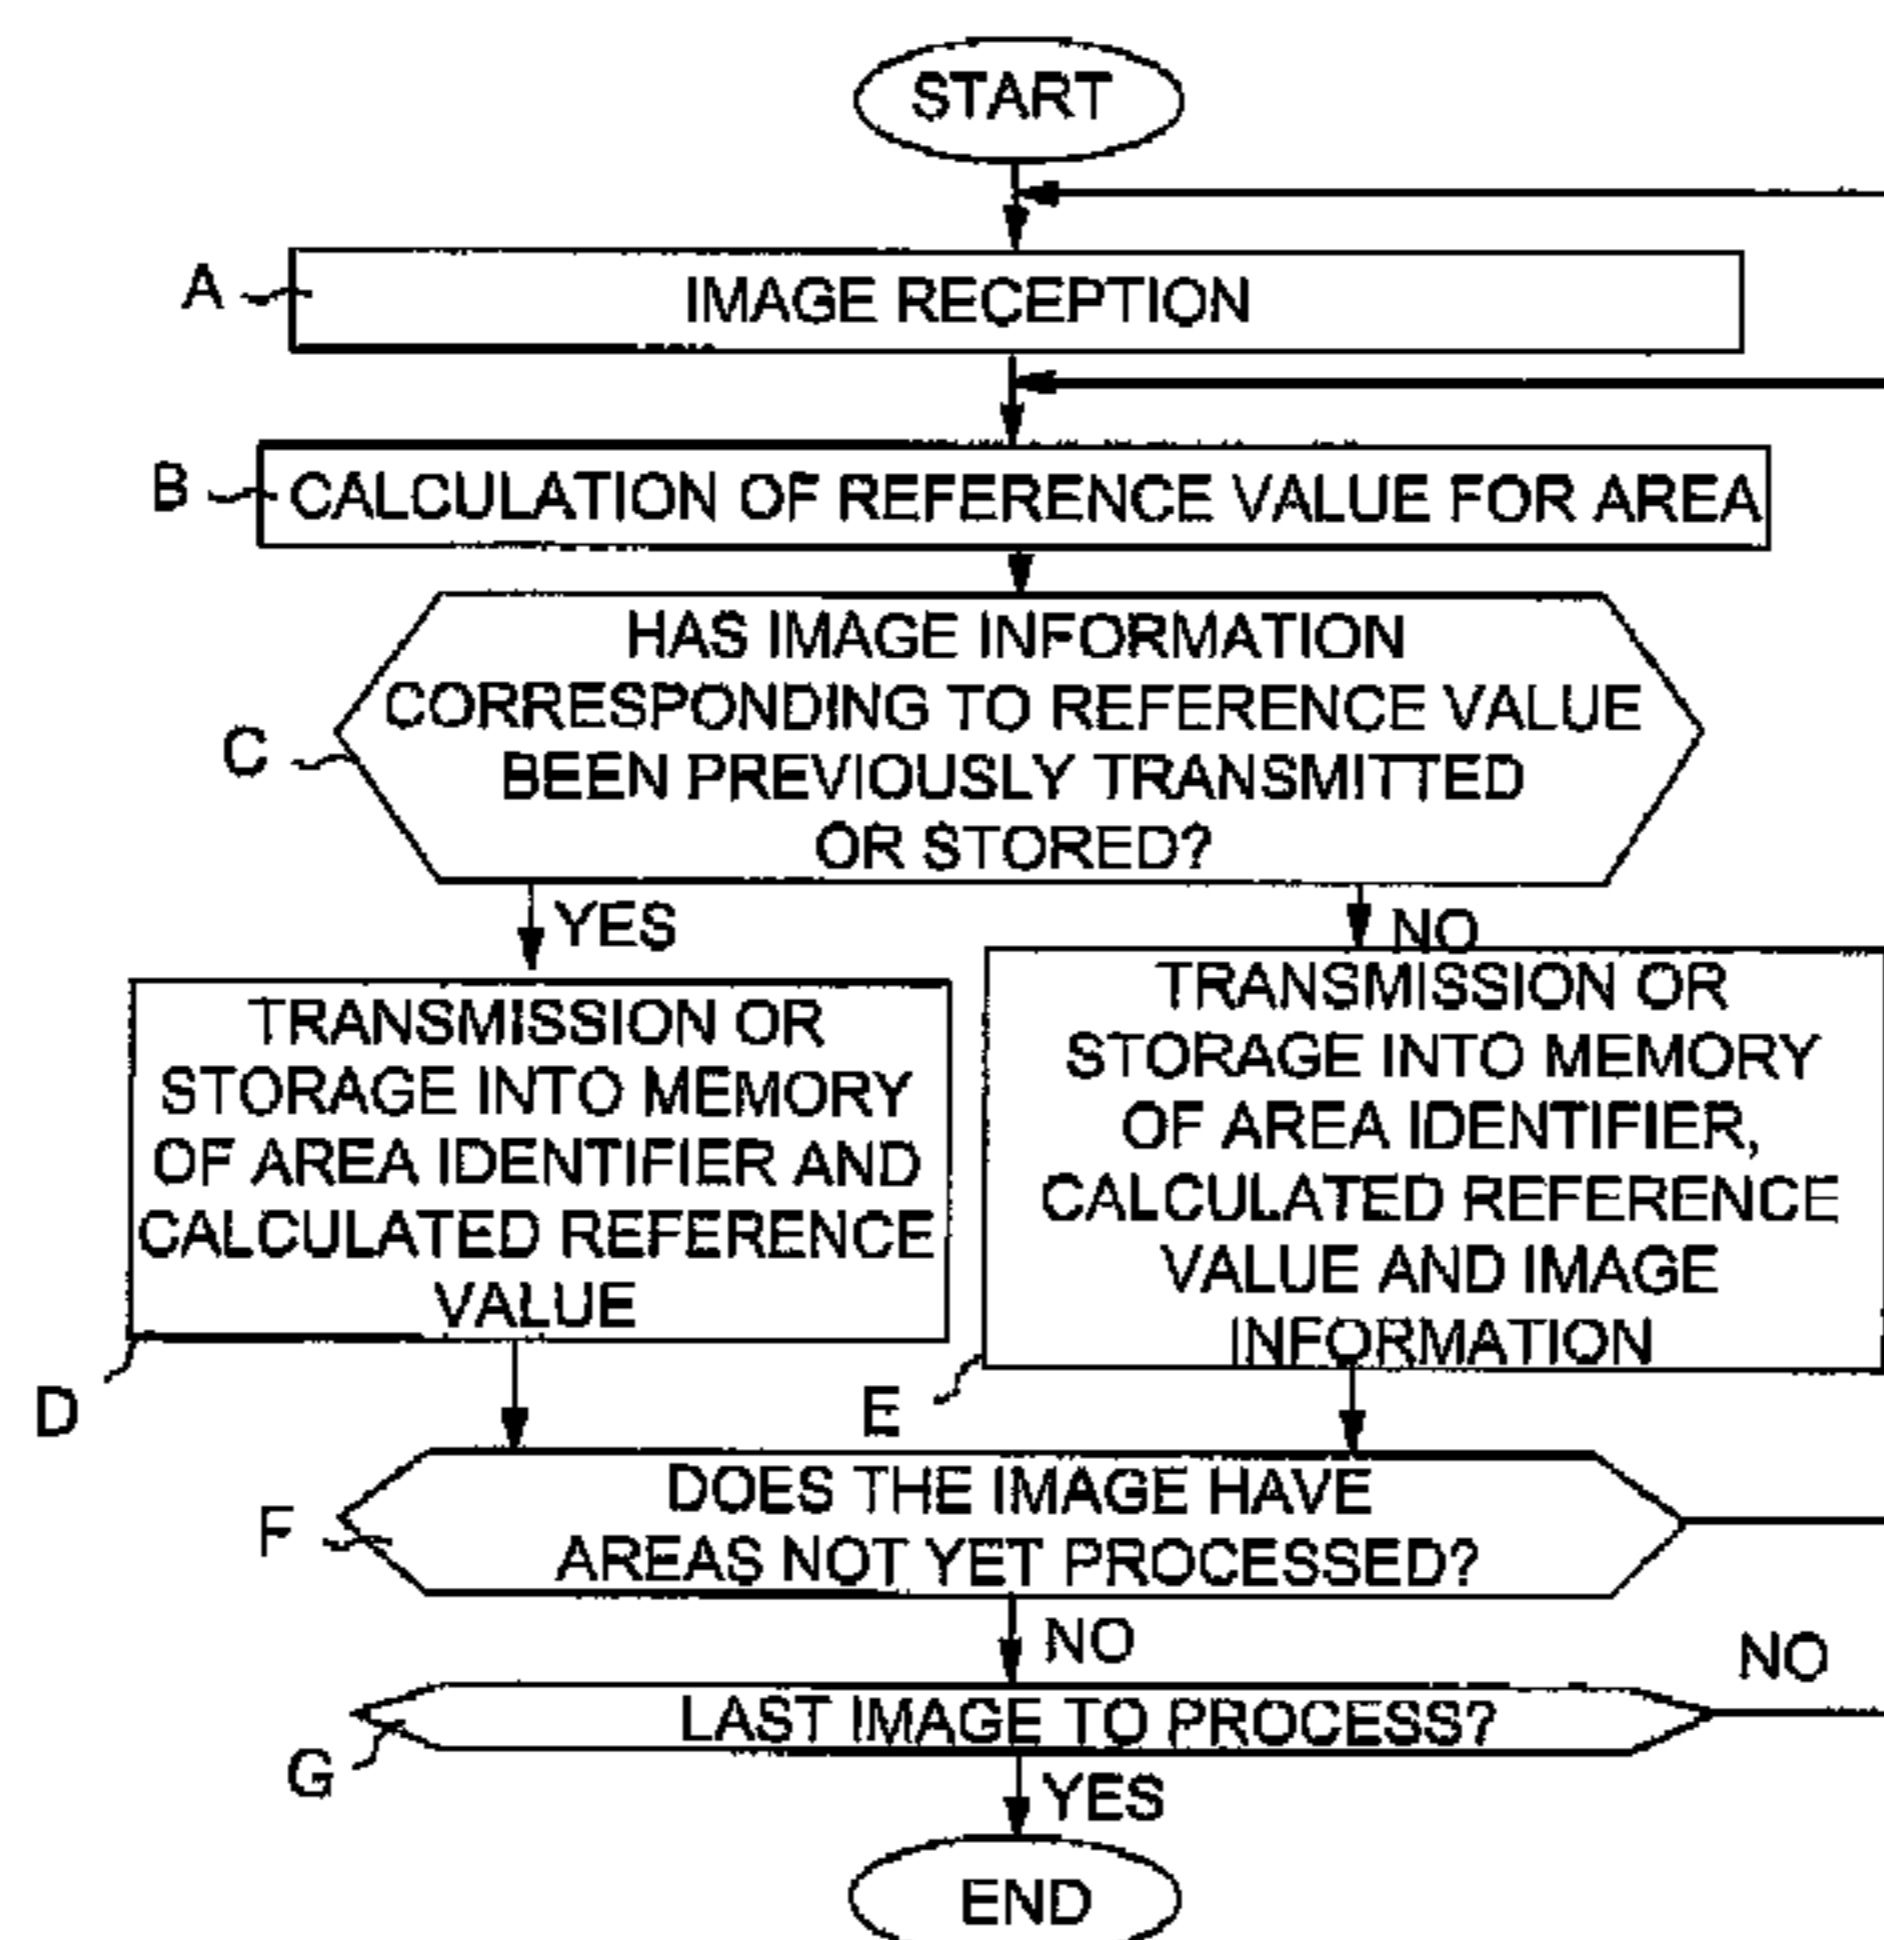 START
A
IMAGE RECEPTION
B
CALCULATION OF REFERENCE VALUE FOR AREA
HAS IMAGE INFORMATION
CORRESPONDING TO REFERENCE VALUE
BEEN PREVIOUSLY TRANSMITTED
OR STORED?
C
YES
NO
TRANSMISSION OR
STORAGE INTO MEMORY
OF AREA IDENTIFIER AND
CALCULATED REFERENCE
VALUE
D
TRANSMISSION OR
STORAGE INTO MEMORY
OF AREA IDENTIFIER,
CALCULATED REFERENCE
VALUE AND IMAGE
INFORMATION
E
DOES THE IMAGE HAVE
AREAS NOT YET PROCESSED?
F
NO
NO
LAST IMAGE TO PROCESS?
G
YES
END